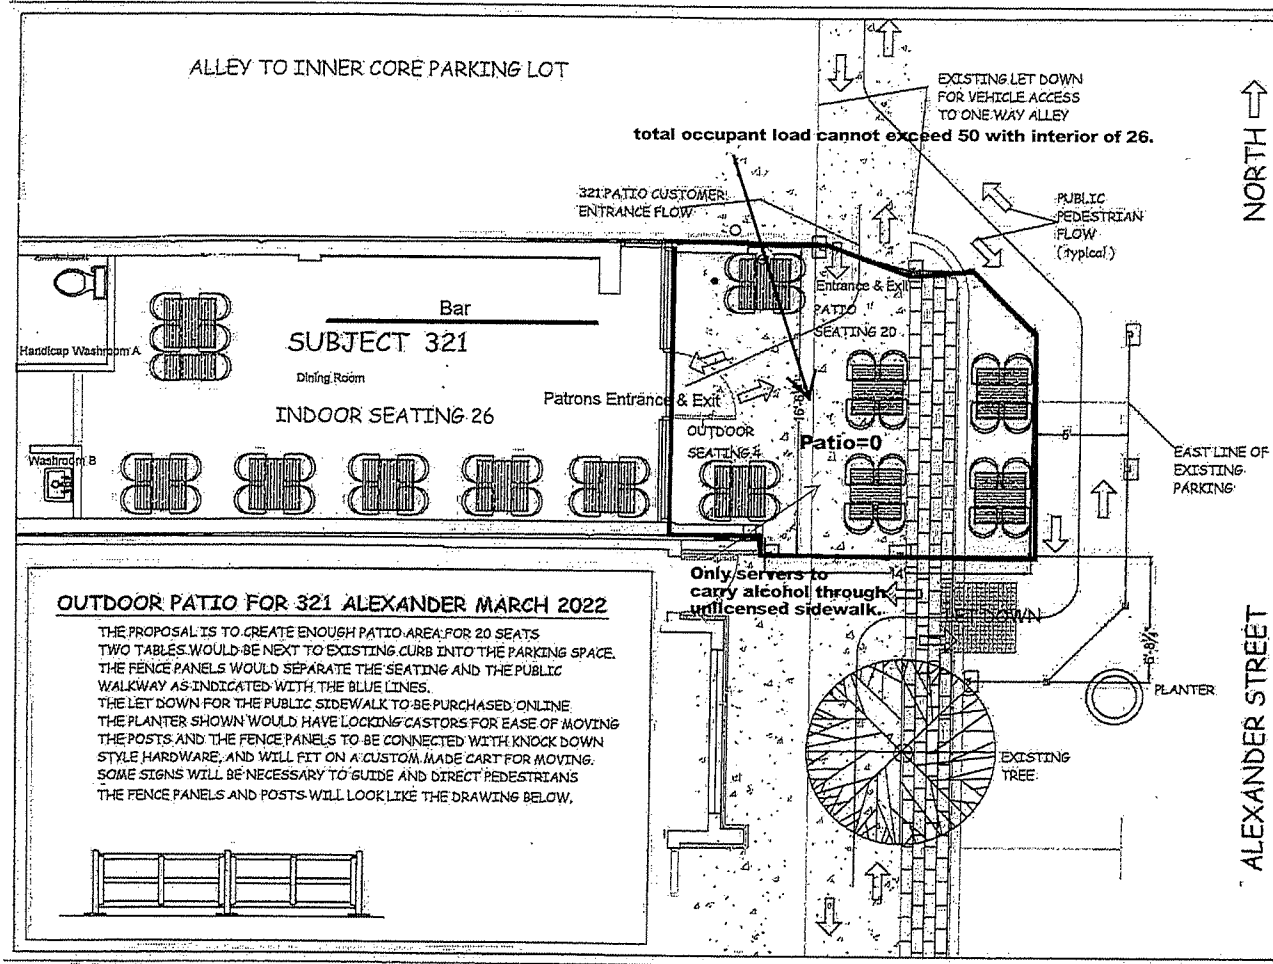 ALLEY TO INNER CORE PARKING LOT
EXISTING LET DOWN
FOR VEHICLE ACCESS
TO ONE WAY ALLEY
total occupant load cannot exceed 50 with interior of 26.
NORTH
321 PATIO CUSTOMER
ENTRANCE FLOW
PUBLIC
PEDESTRIAN
FLOW
(typical)
Entrance & Exit
PATIO
SEATING 20
Bar
SUBJECT 321
Handicap Washroom A
Dining Room
INDOOR SEATING 26
Patrons Entrance & Exit
OUTDOOR
SEATING 4
Patio=0
5'
EAST LINE OF
EXISTING
PARKING
Washroom B
Only servers to
carry alcohol through
unlicensed sidewalk.
LET DOWN
OUTDOOR PATIO FOR 321 ALEXANDER MARCH 2022
THE PROPOSAL IS TO CREATE ENOUGH PATIO AREA FOR 20 SEATS
TWO TABLES WOULD BE NEXT TO EXISTING CURB INTO THE PARKING SPACE.
THE FENCE PANELS WOULD SEPARATE THE SEATING AND THE PUBLIC
WALKWAY AS INDICATED WITH THE BLUE LINES.
THE LET DOWN FOR THE PUBLIC SIDEWALK TO BE PURCHASED ONLINE
THE PLANTER SHOWN WOULD HAVE LOCKING CASTORS FOR EASE OF MOVING
THE POSTS AND THE FENCE PANELS TO BE CONNECTED WITH KNOCK DOWN
STYLE HARDWARE, AND WILL FIT ON A CUSTOM MADE CART FOR MOVING.
SOME SIGNS WILL BE NECESSARY TO GUIDE AND DIRECT PEDESTRIANS
THE FENCE PANELS AND POSTS WILL LOOK LIKE THE DRAWING BELOW.
PLANTER
EXISTING
TREE
ALEXANDER STREET